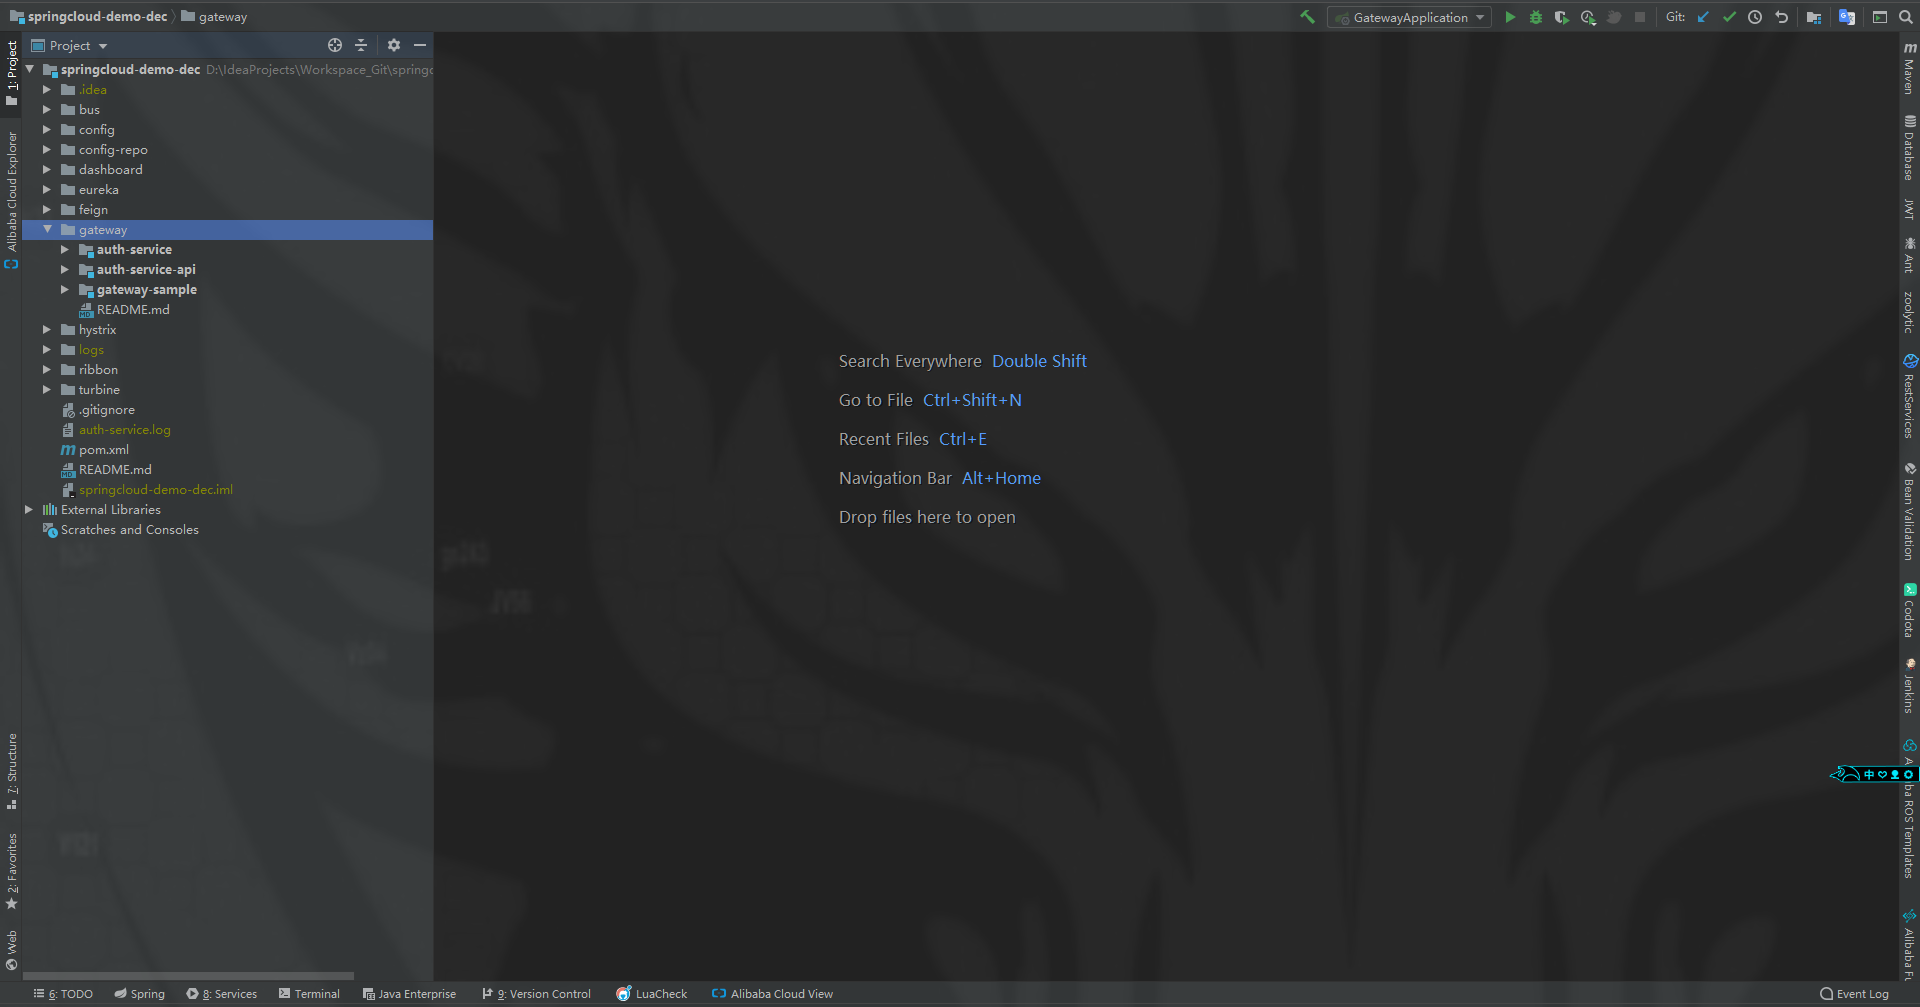 springcloud-demo-dec gateway
GatewayApplication
Git:
Project
springcloud-demo-dec D:\IdeaProjects\Workspace_Git\springc
.idea
bus
config
config-repo
dashboard
eureka
feign
gateway
auth-service
auth-service-api
gateway-sample
README.md
hystrix
logs
ribbon
turbine
.gitignore
auth-service.log
pom.xml
README.md
springcloud-demo-dec.iml
External Libraries
Scratches and Consoles
1: Project
Alibaba Cloud Explorer
7: Structure
2: Favorites
Web
Search Everywhere Double Shift
Go to File Ctrl+Shift+N
Recent Files Ctrl+E
Navigation Bar Alt+Home
Drop files here to open
Maven
Database
JWT
Ant
zoolytic
RestServices
Bean Validation
Codota
Jenkins
中
ba ROS Templates
Alibaba Fu
6: TODO Spring 8: Services Terminal Java Enterprise 9: Version Control LuaCheck Alibaba Cloud View Event Log